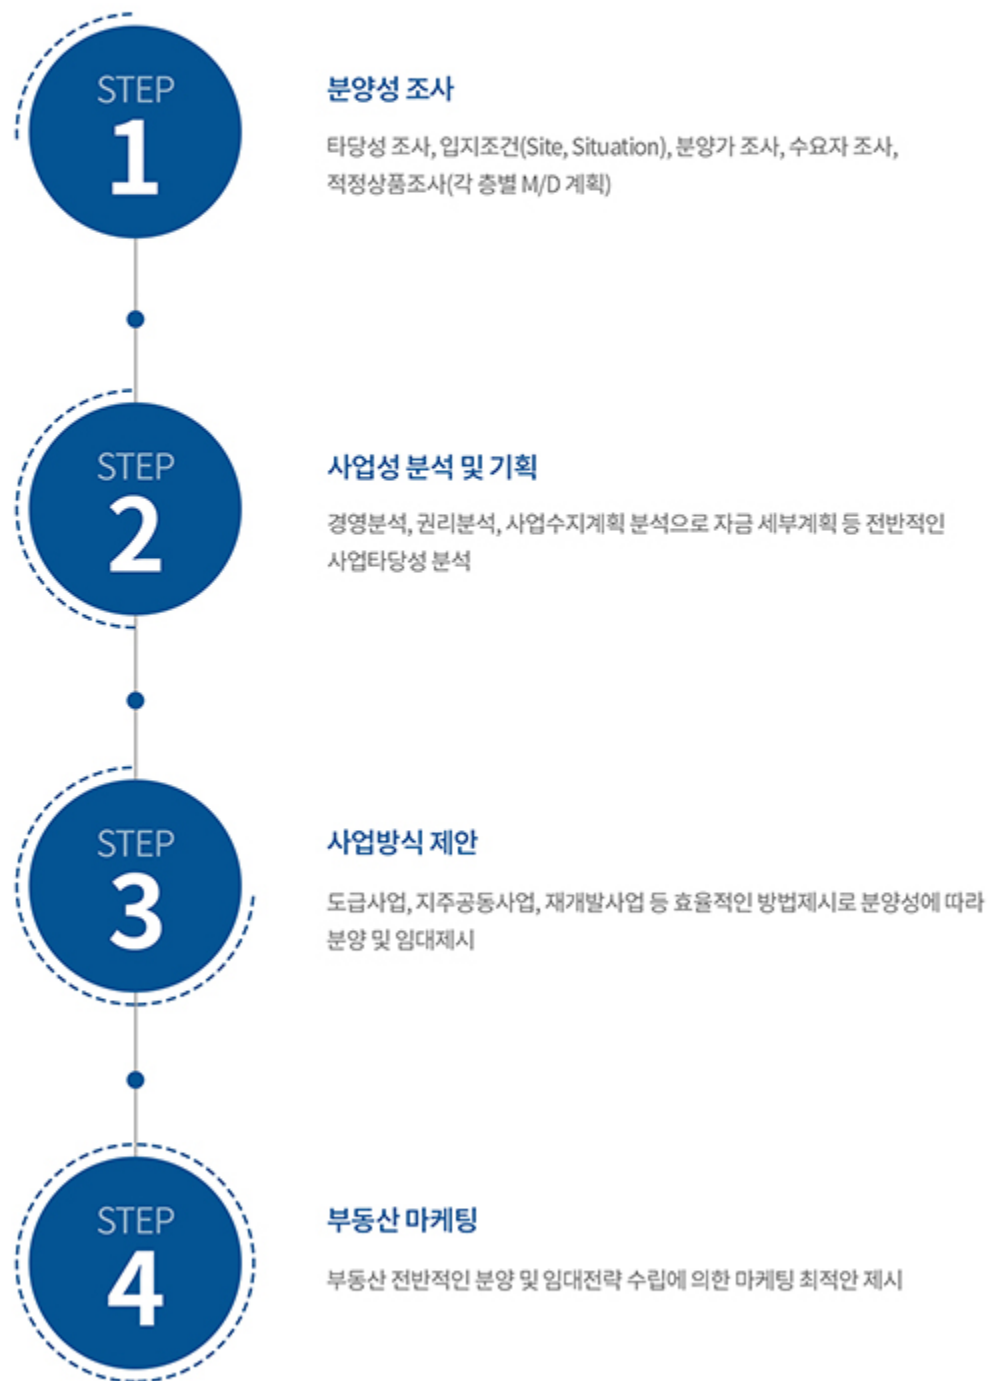 STEP
1
분양성 조사
타당성 조사, 입지조건(Site, Situation), 분양가 조사, 수요자 조사,
적정상품조사(각 층별 M/D 계획)
STEP
2
사업성 분석 및 기획
경영분석, 권리분석, 사업수지계획 분석으로 자금 세부계획 등 전반적인
사업타당성 분석
STEP
3
사업방식 제안
도급사업, 지주공동사업, 재개발사업 등 효율적인 방법제시로 분양성에 따라
분양 및 임대제시
STEP
4
부동산 마케팅
부동산 전반적인 분양 및 임대전략 수립에 의한 마케팅 최적안 제시